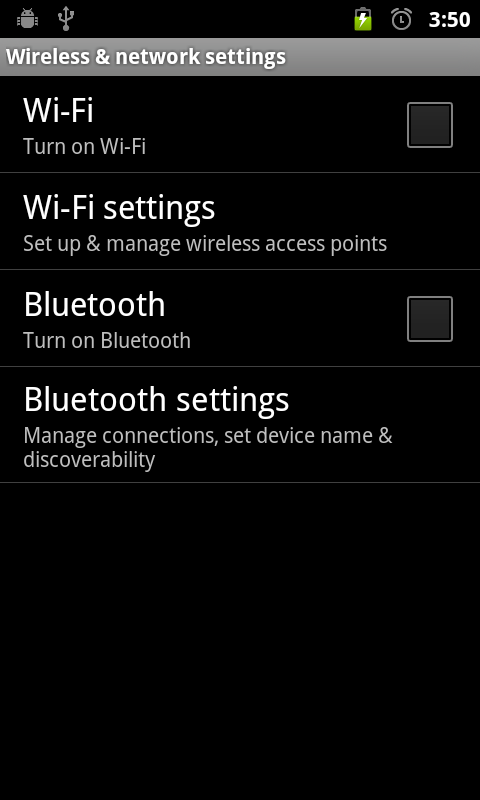 3:50
Wireless & network settings
Wi-Fi
Turn on Wi-Fi
Wi-Fi settings
Set up & manage wireless access points
Bluetooth
Turn on Bluetooth
Bluetooth settings
Manage connections, set device name &
discoverability